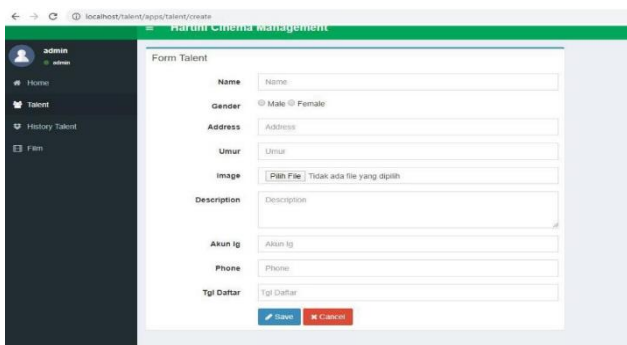 localhost/talent/apps/talent/create
Haruni Cinema Management
admin
admin
Home
Talent
History Talent
Film
Form Talent
Name Name
Gender Male Female
Address Address
Umur Umur
Image Pilih File Tidak ada file yang dipilih
Description Description
Akun Ig Akun Ig
Phone Phone
Tgl Daftar Tgl Daftar
Save Cancel